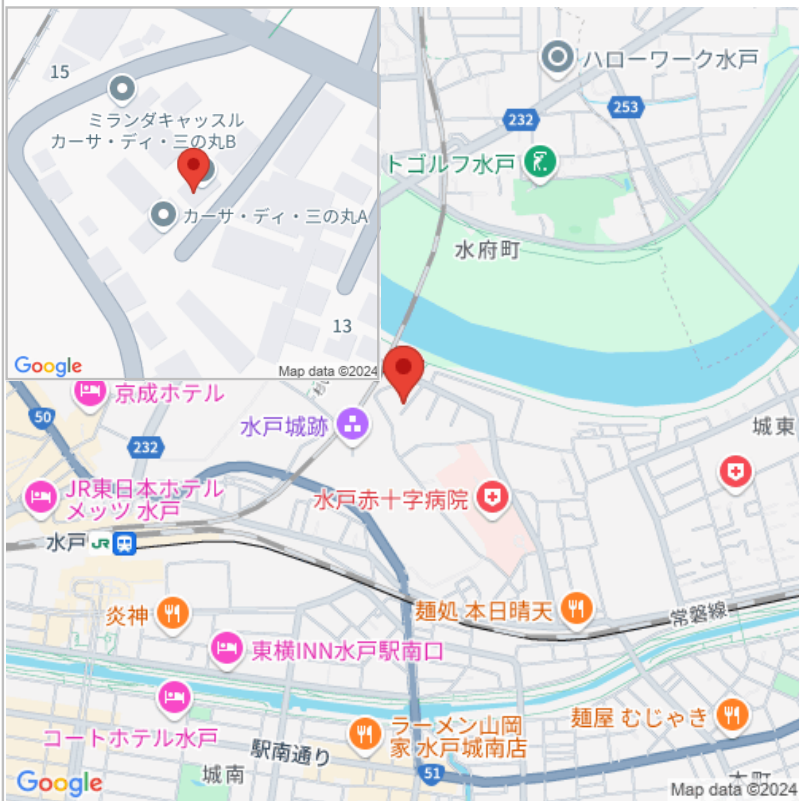 15
ミランダキャッスル
カーサ・ディ・三の丸B
カーサ・ディ・三の丸A
13
Google
Map data ©2024
ハローワーク水戸
232
253
トゴルフ水戸
水府町
京成ホテル
50
232
水戸城跡
城東
JR東日本ホテル
メッツ 水戸
水戸赤十字病院
水戸
JR
麺処 本日晴天
常磐線
炎神
東横INN水戸駅南口
コートホテル水戸
麺屋 むじゃき
ラーメン山岡
家 水戸城南店
駅南通り
城南
51
本町
Google
Map data ©2024